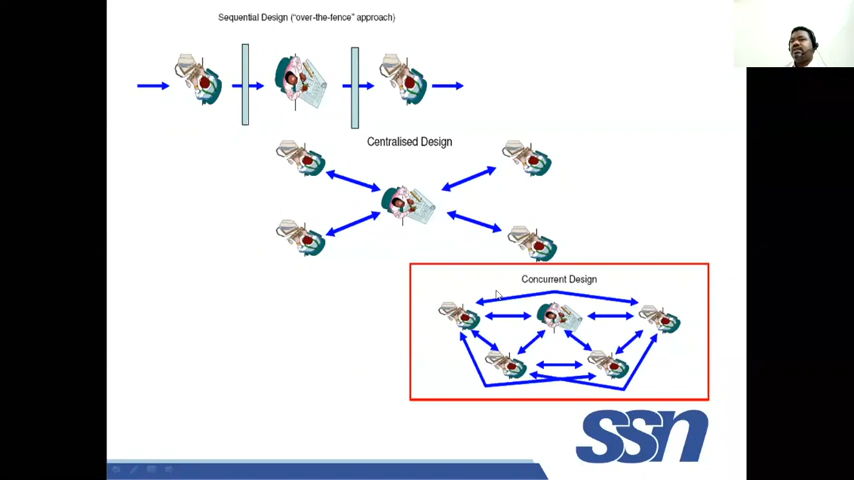 Sequential Design ("over-the-fence" approach)
Centralised Design
Concurrent Design
ssn